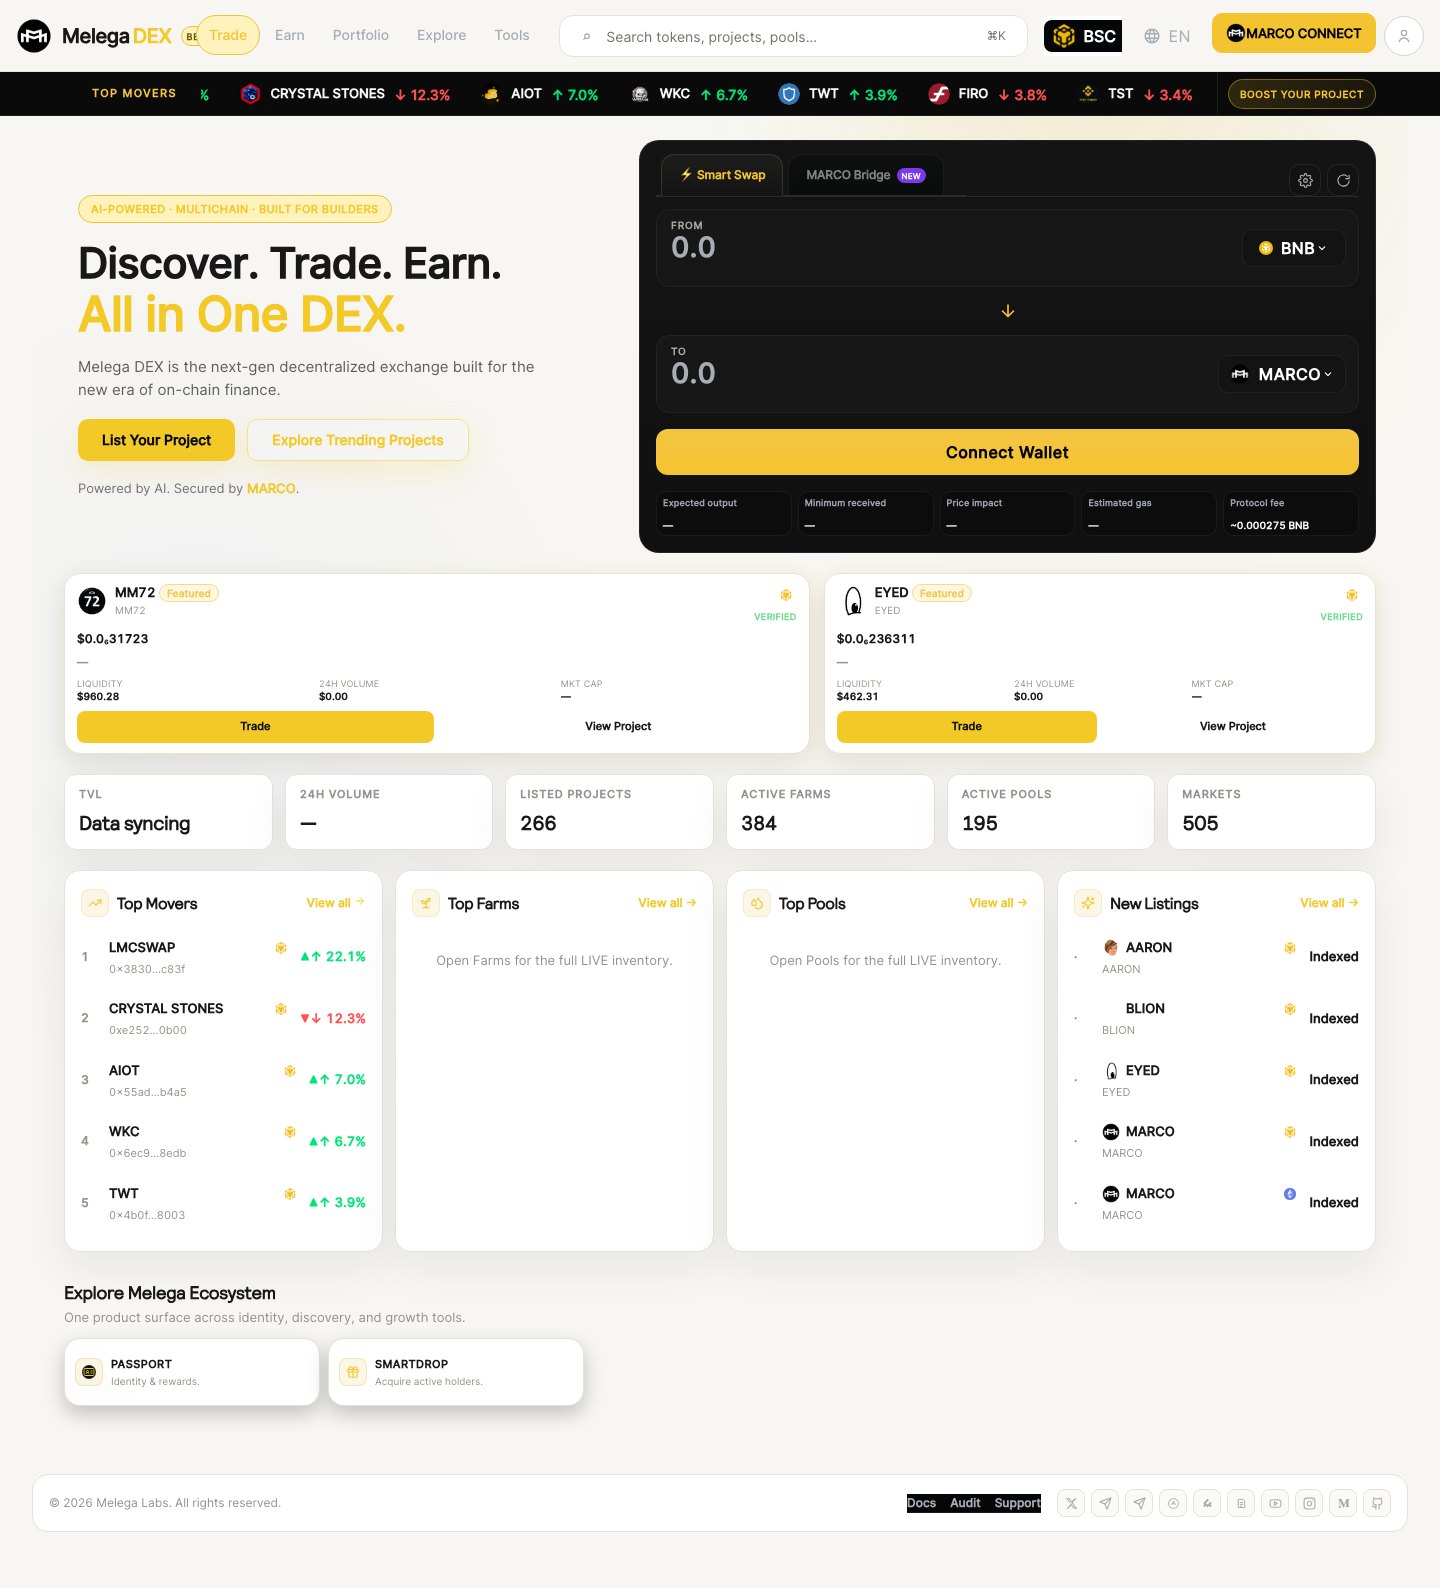 Melega DEX BE Trade Earn Portfolio Explore Tools Search tokens, projects, pools... ⌘K BSC EN MARCO CONNECT
TOP MOVERS % CRYSTAL STONES ↓ 12.3% AIOT ↑ 7.0% WKC ↑ 6.7% TWT ↑ 3.9% FIRO ↓ 3.8% TST ↓ 3.4% BOOST YOUR PROJECT
AI-POWERED · MULTICHAIN · BUILT FOR BUILDERS
Discover. Trade. Earn.
All in One DEX.
Melega DEX is the next-gen decentralized exchange built for the
new era of on-chain finance.
List Your Project Explore Trending Projects
Powered by AI. Secured by MARCO.
⚡ Smart Swap MARCO Bridge NEW
FROM
0.0 BNB
↓
TO
0.0 MARCO
Connect Wallet
Expected output Minimum received Price impact Estimated gas Protocol fee
— — — — ~0.000275 BNB
72 MM72 Featured
MM72
VERIFIED
$0.0₆31723
—
LIQUIDITY 24H VOLUME MKT CAP
$960.28 $0.00 —
Trade View Project
EYED Featured
EYED
VERIFIED
$0.0₆236311
—
LIQUIDITY 24H VOLUME MKT CAP
$462.31 $0.00 —
Trade View Project
TVL 24H VOLUME LISTED PROJECTS ACTIVE FARMS ACTIVE POOLS MARKETS
Data syncing — 266 384 195 505
Top Movers View all →
1 LMCSWAP ▲↑ 22.1%
0x3830...c83f
2 CRYSTAL STONES ▼↓ 12.3%
0xe252...0b00
3 AIOT ▲↑ 7.0%
0x55ad...b4a5
4 WKC ▲↑ 6.7%
0x6ec9...8edb
5 TWT ▲↑ 3.9%
0x4b0f...8003
Top Farms View all →
Open Farms for the full LIVE inventory.
Top Pools View all →
Open Pools for the full LIVE inventory.
New Listings View all →
· AARON Indexed
AARON
· BLION Indexed
BLION
· EYED Indexed
EYED
· MARCO Indexed
MARCO
· MARCO Indexed
MARCO
Explore Melega Ecosystem
One product surface across identity, discovery, and growth tools.
PASSPORT
Identity & rewards.
SMARTDROP
Acquire active holders.
© 2026 Melega Labs. All rights reserved. Docs Audit Support